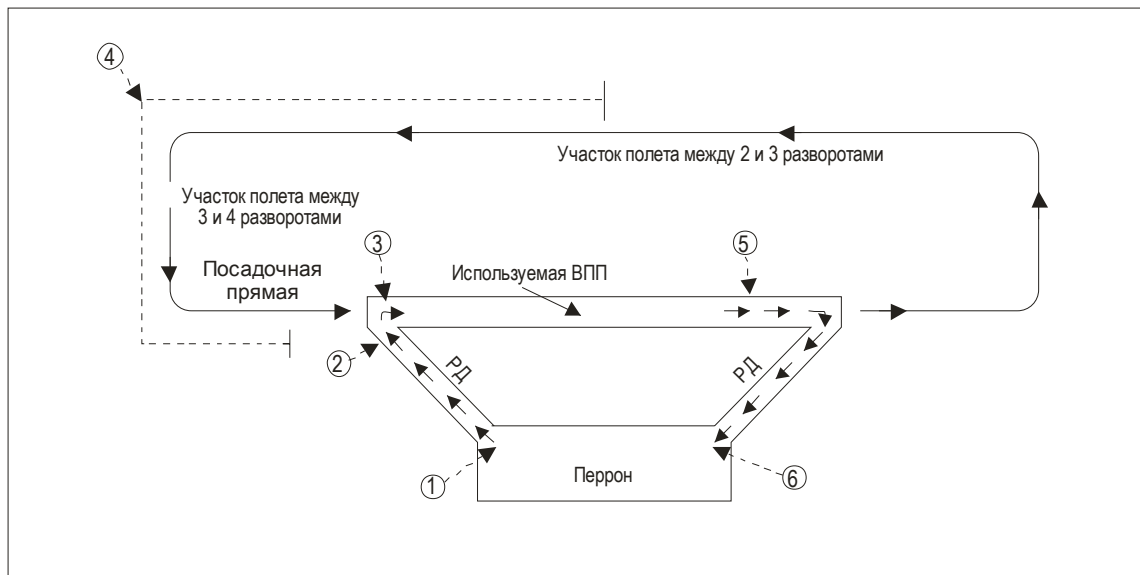 4
Участок полета между 2 и 3 разворотами
Участок полета между
3 и 4 разворотами
3
5
Посадочная
прямая
Используемая ВПП
2
РД
РД
1
Перрон
6